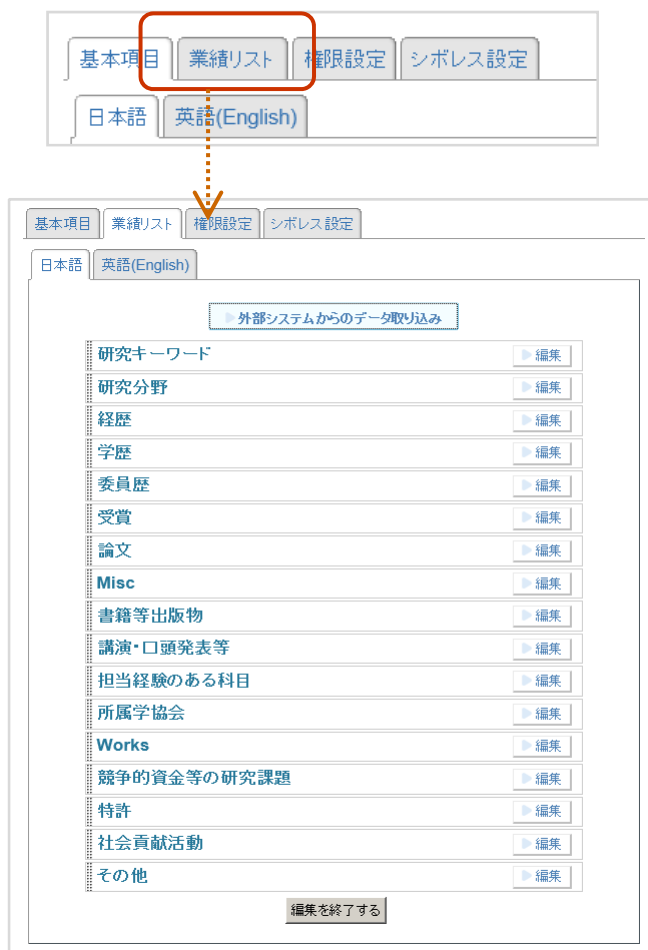 基本項目 業績リスト 権限設定 シボレス設定
日本語 英語(English)
基本項目 業績リスト 権限設定 シボレス設定
日本語 英語(English)
外部システムからのデータ取り込み
研究キーワード 編集
研究分野 編集
経歴 編集
学歴 編集
委員歴 編集
受賞 編集
論文 編集
Misc 編集
書籍等出版物 編集
講演・口頭発表等 編集
担当経験のある科目 編集
所属学協会 編集
Works 編集
競争的資金等の研究課題 編集
特許 編集
社会貢献活動 編集
その他 編集
編集を終了する